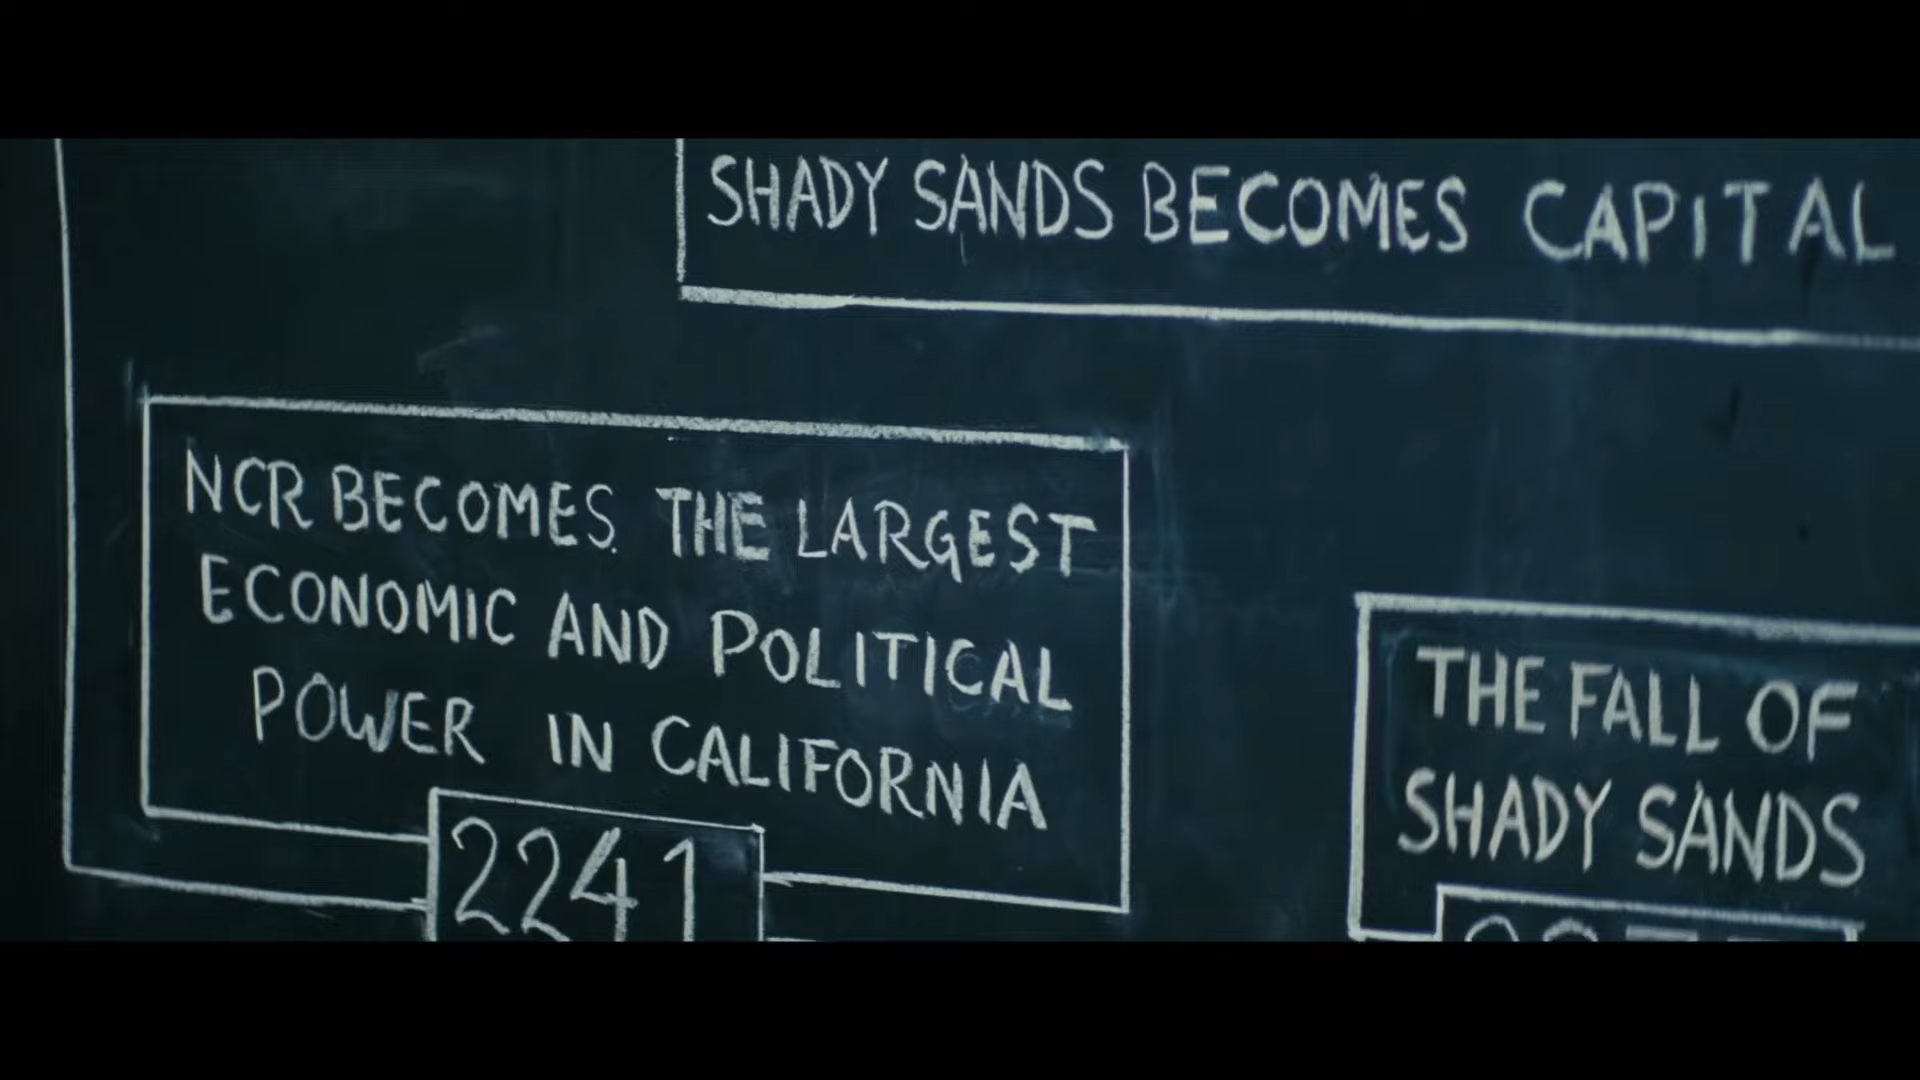 SHADY SANDS BECOMES CAPITAL
NCR BECOMES THE LARGEST
ECONOMIC AND POLITICAL
POWER IN CALIFORNIA
2241
THE FALL OF
SHADY SANDS